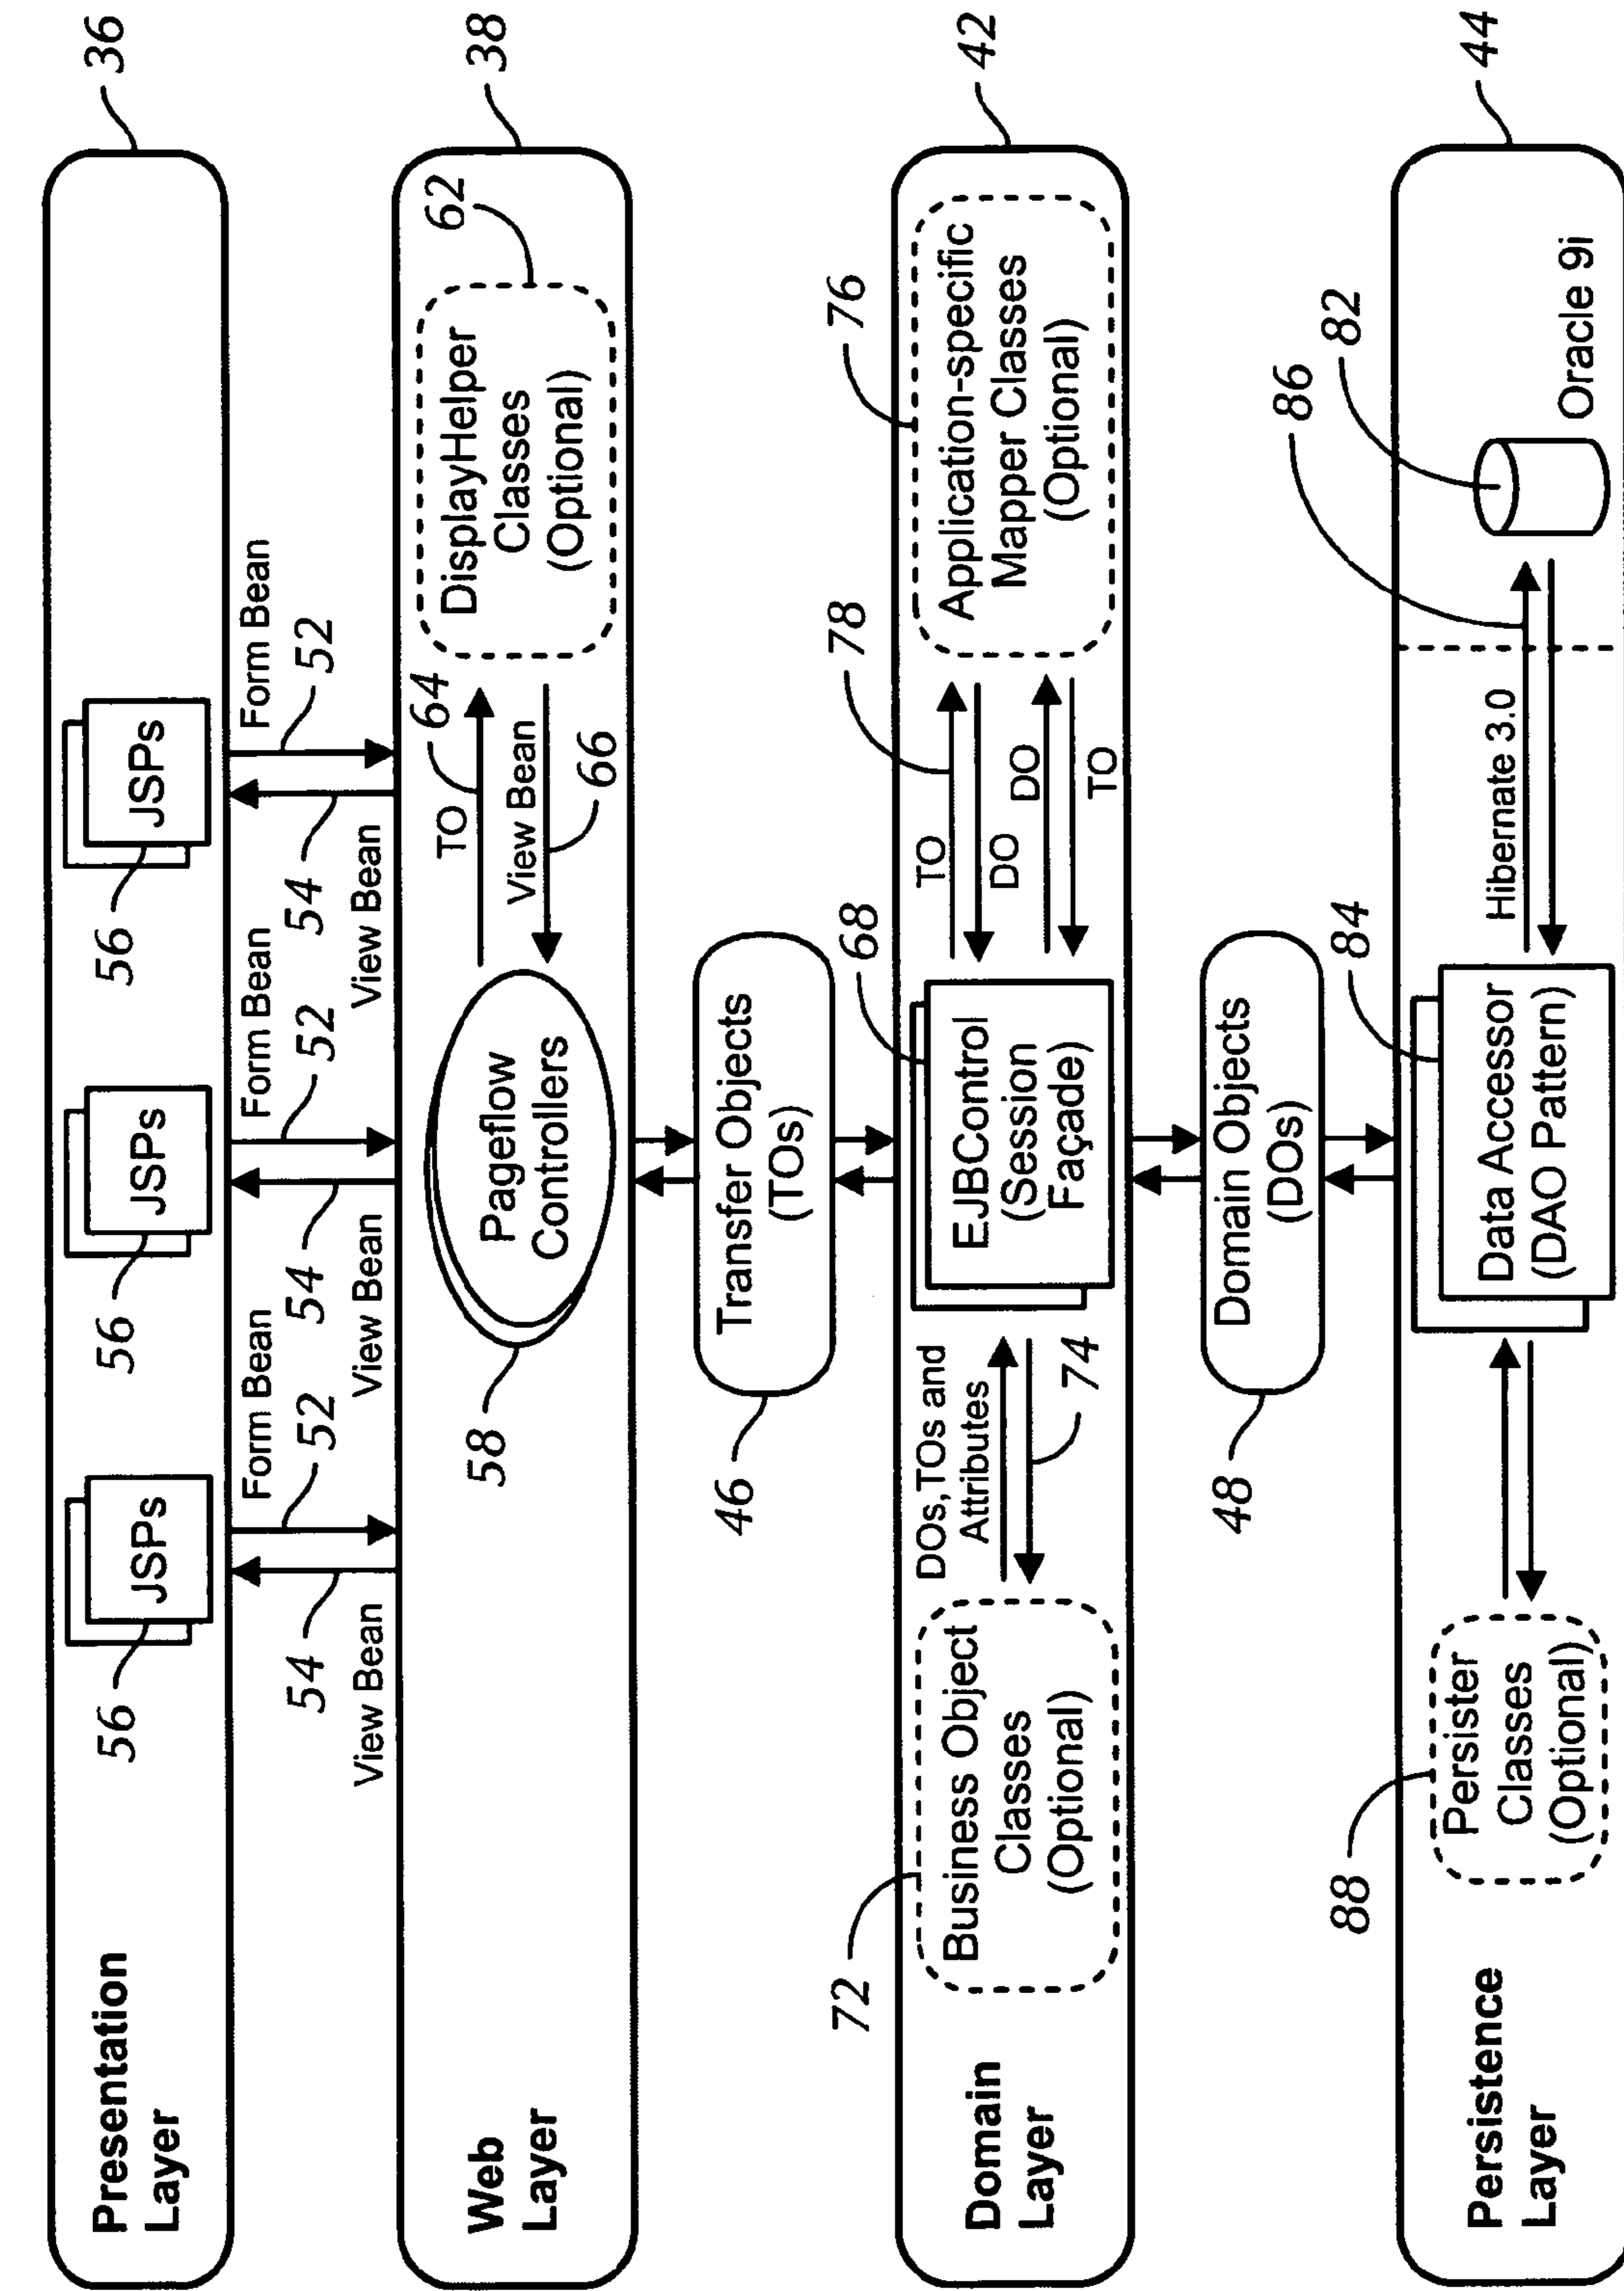 Presentation
Layer
56
JSPs
56
JSPs
56
JSPs
36
54
View Bean
Form Bean
52
54
View Bean
Form Bean
52
54
View Bean
Form Bean
52
Web
Layer
58
Pageflow
Controllers
TO
64
View Bean
66
DisplayHelper
Classes
(Optional)
62
38
46
Transfer Objects
(TOs)
Domain
Layer
72
Business Object
Classes
(Optional)
DOs,TOs and
Attributes
74
EJBControl
(Session
Façade)
68
TO
DO
DO
TO
78
Application-specific
Mapper Classes
(Optional)
76
42
48
Domain Objects
(DOs)
Persistence
Layer
88
Persister
Classes
(Optional)
Data Accessor
(DAO Pattern)
84
Hibernate 3.0
86
82
Oracle 9i
44